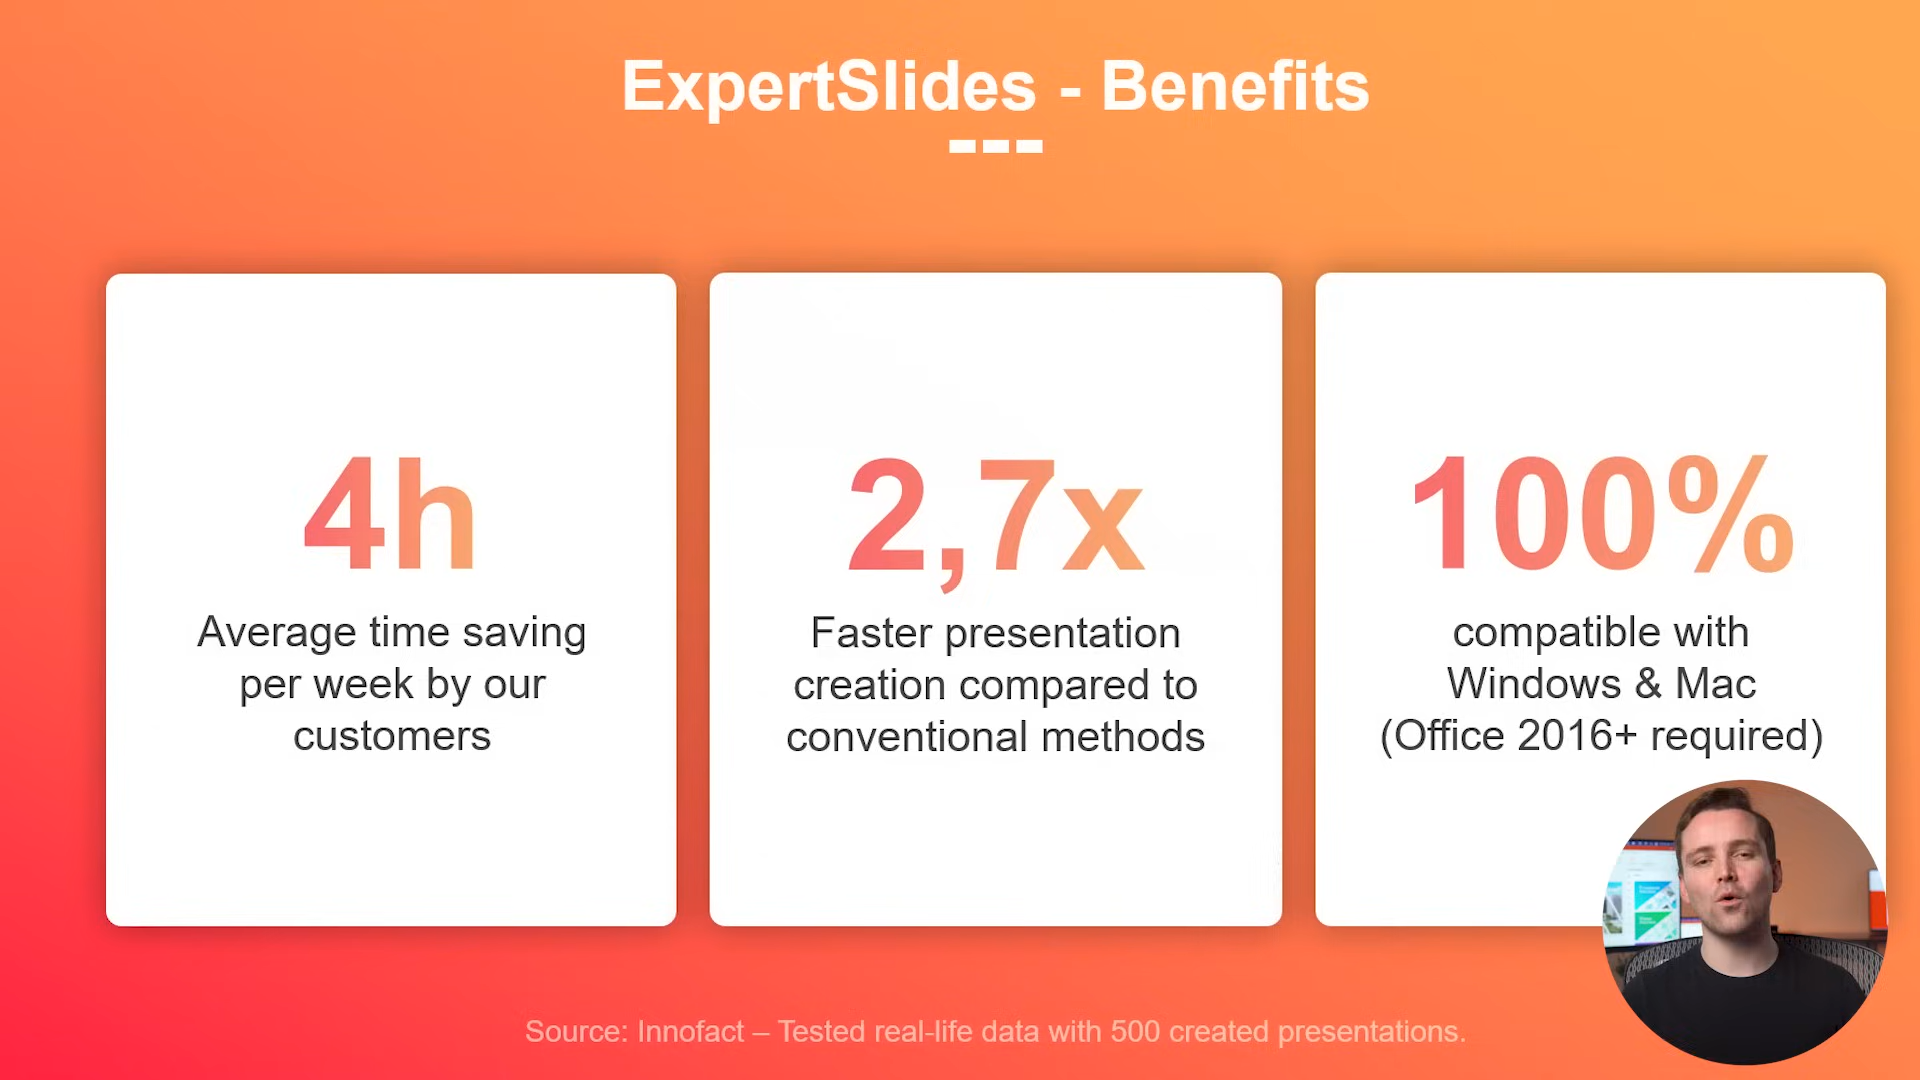 ExpertSlides - Benefits
4h
Average time saving
per week by our
customers
2,7x
Faster presentation
creation compared to
conventional methods
100%
compatible with
Windows & Mac
(Office 2016+ required)
Source: Innofact – Tested real-life data with 500 created presentations.